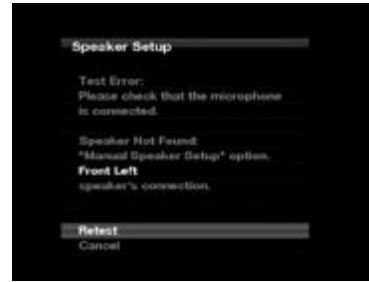 Speaker Setup
Test Error:
Please check that the microphone
is connected.
Speaker Not Found:
"Manual Speaker Setup" option.
Front Left
speaker's connection.
Retest
Cancel